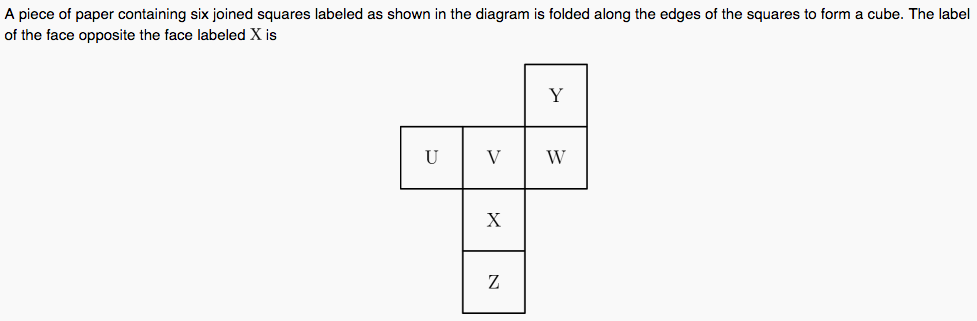 A piece of paper containing six joined squares labeled as shown in the diagram is folded along the edges of the squares to form a cube. The label
of the face opposite the face labeled X is
Y
U V W
X
Z